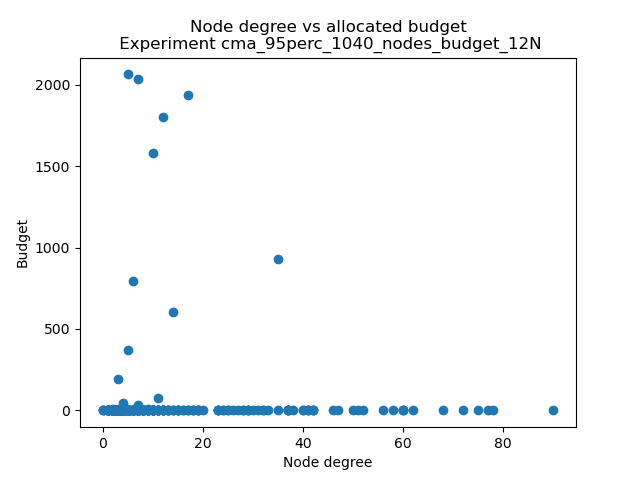 Node degree vs allocated budget
Experiment cma_95perc_1040_nodes_budget_12N
2000
1500
1000
500
0
Budget
0 20 40 60 80
Node degree